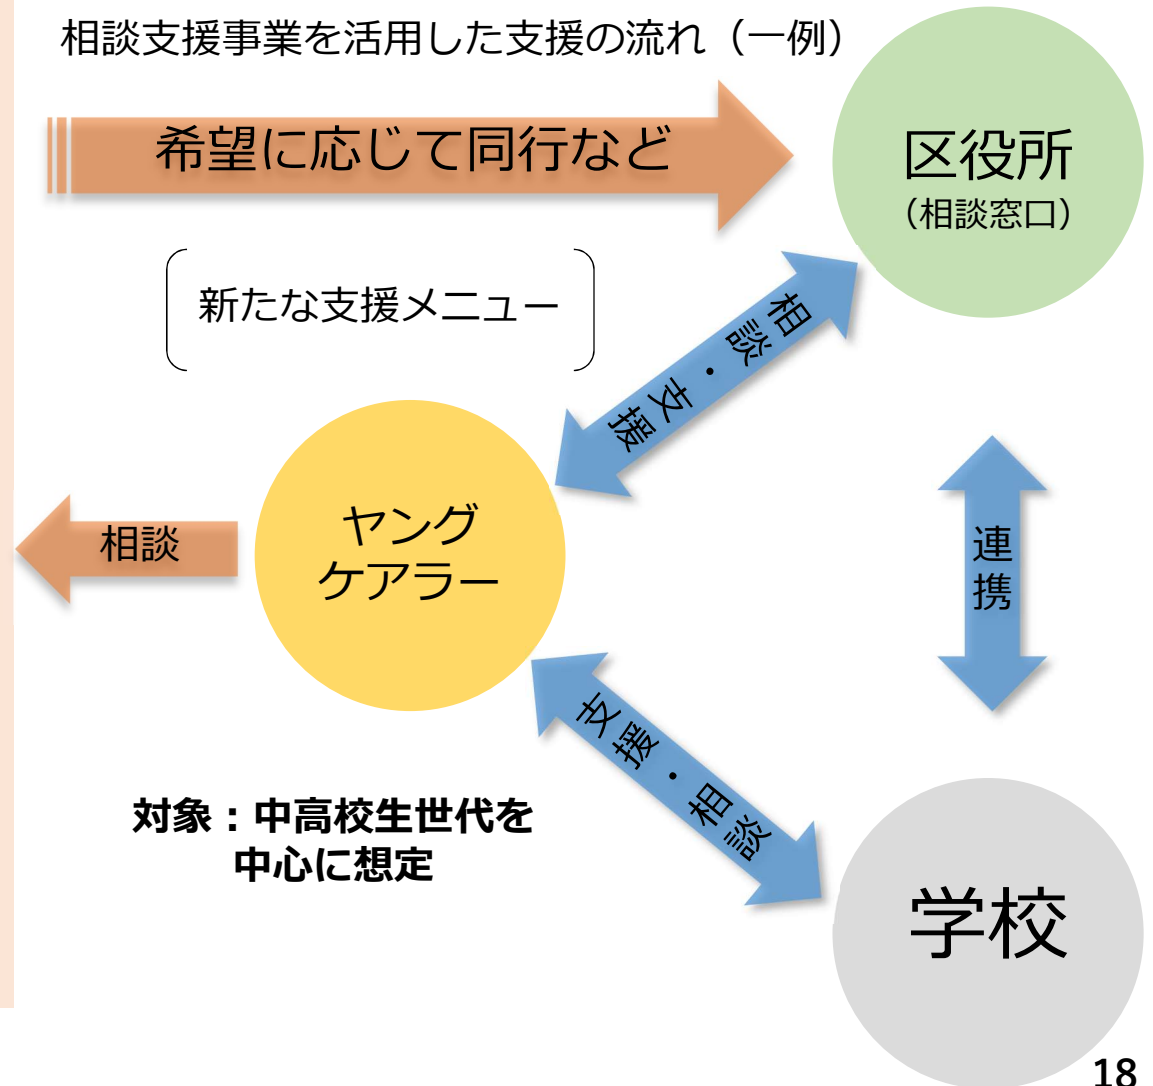 相談支援事業を活用した支援の流れ（一例）
希望に応じて同行など
区役所
（相談窓口）
新たな支援メニュー
相談・支援
ヤング
ケアラー
相談
連携
支援・相談
対象：中高校生世代を
中心に想定
学校
18